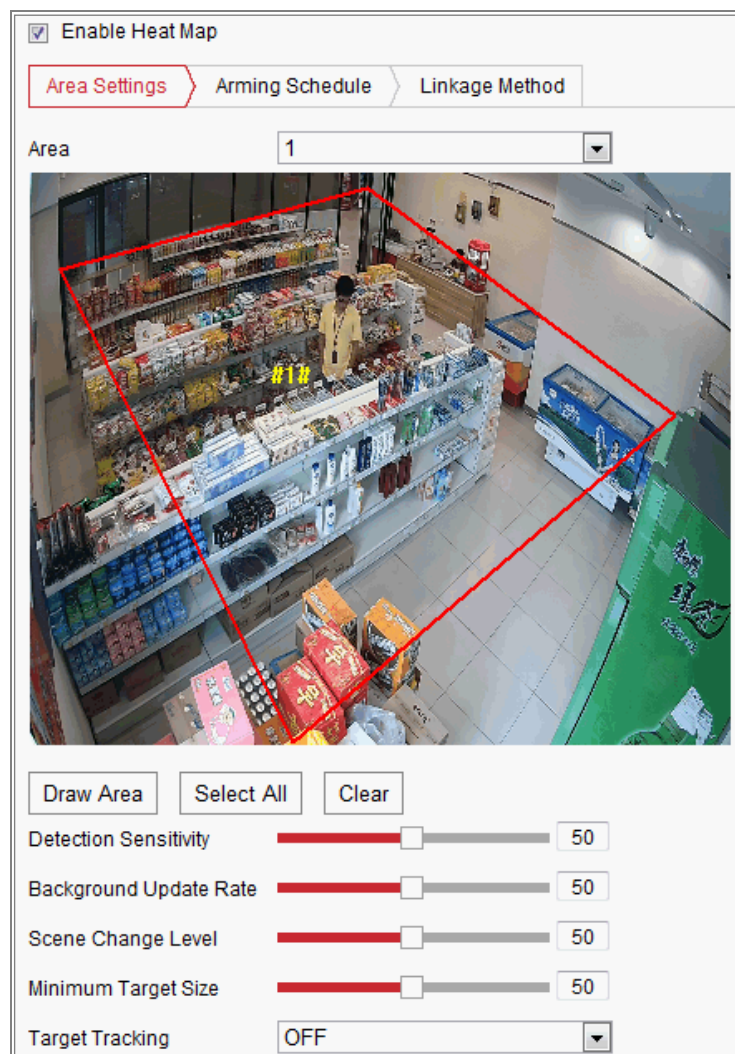 Enable Heat Map
Area Settings
Arming Schedule
Linkage Method
Area
1
#1#
Draw Area
Select All
Clear
Detection Sensitivity
50
Background Update Rate
50
Scene Change Level
50
Minimum Target Size
50
Target Tracking
OFF